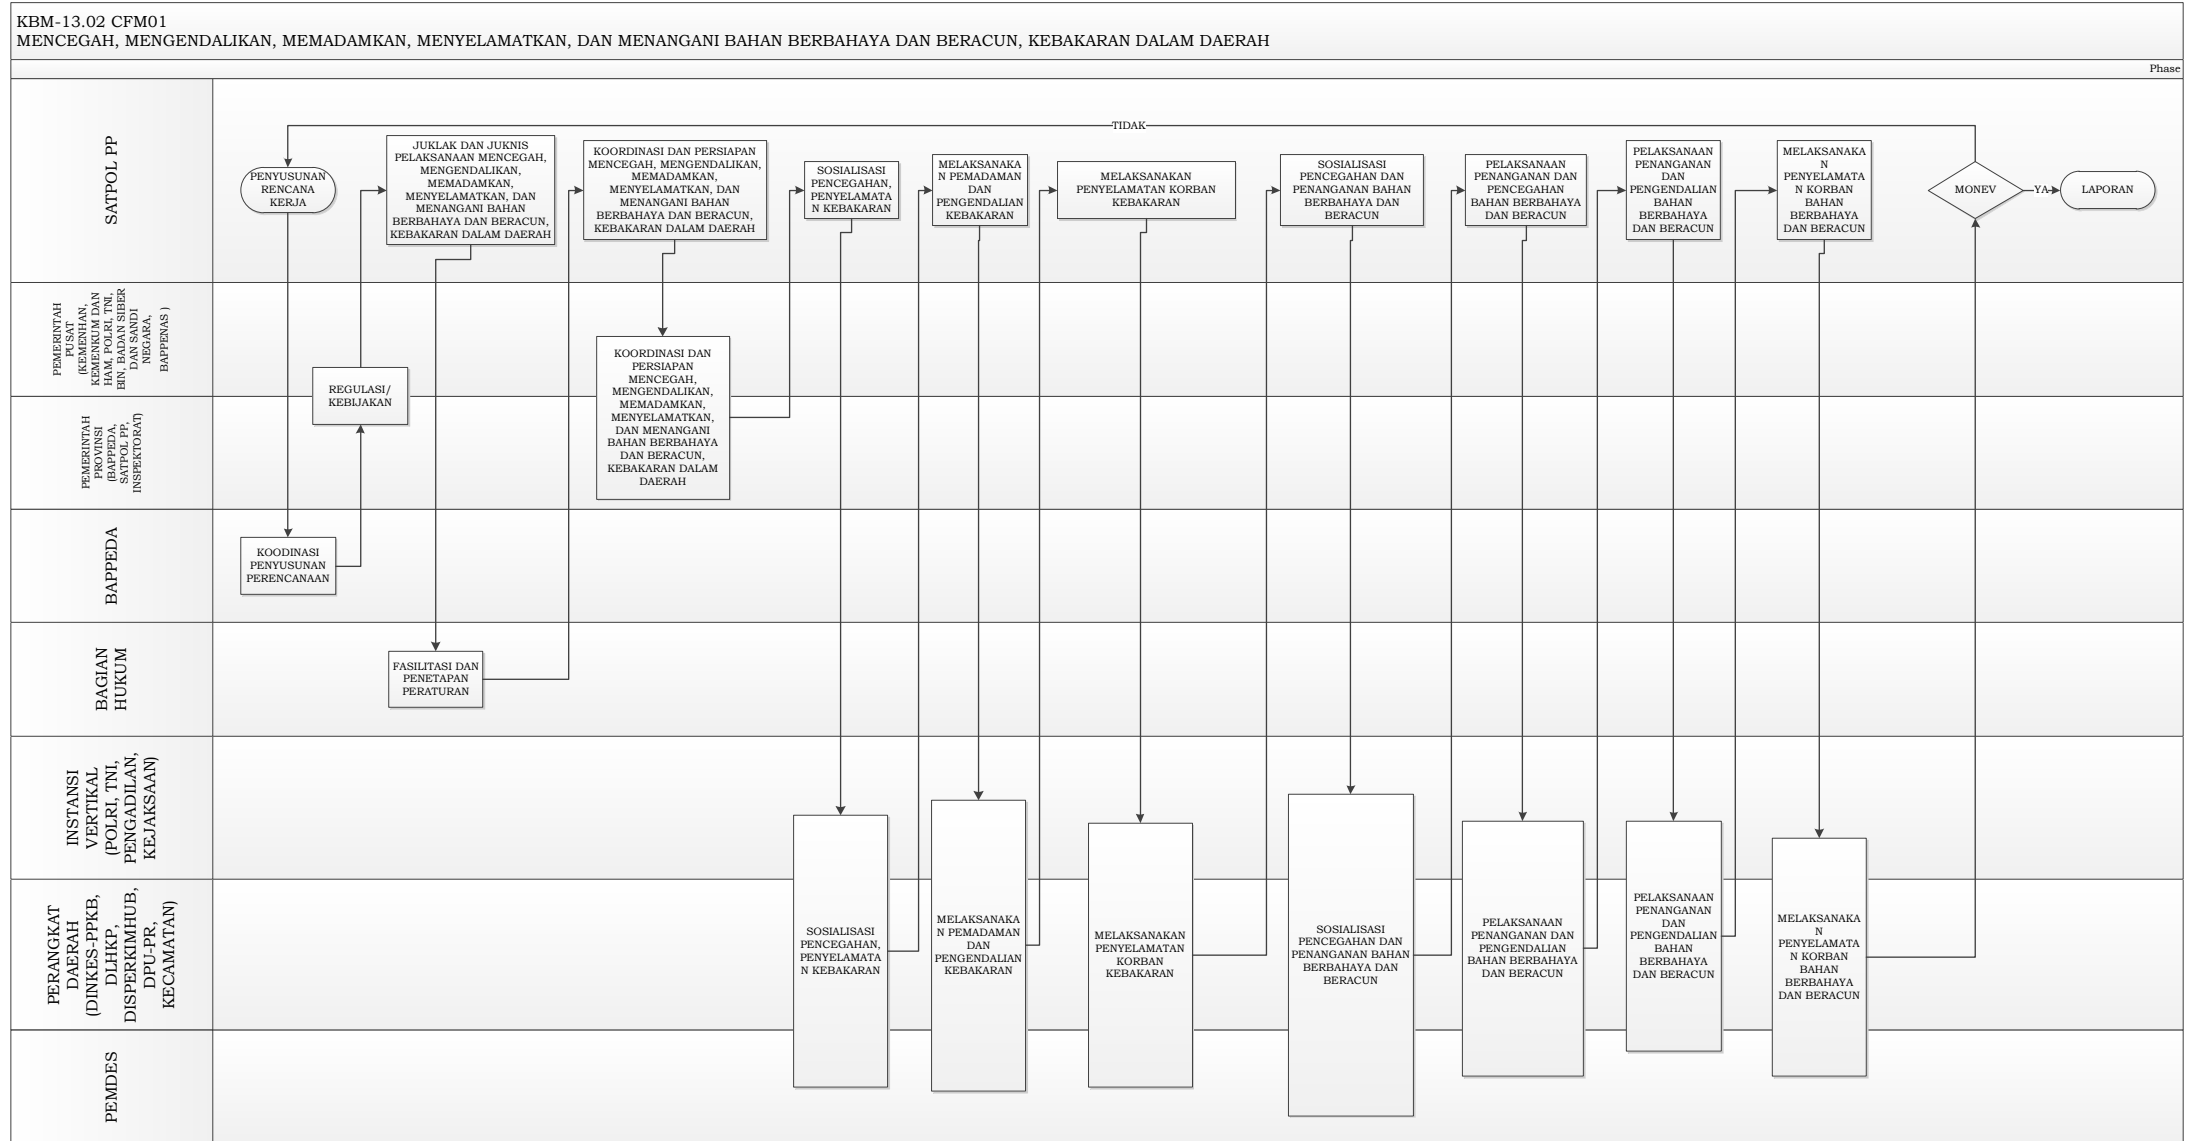 KBM-13.02 CFM01
MENCEGAH, MENGENDALIKAN, MEMADAMKAN, MENYELAMATKAN, DAN MENANGANI BAHAN BERBAHAYA DAN BERACUN, KEBAKARAN DALAM DAERAH
Phase
SATPOL PP
TIDAK
PENYUSUNAN
RENCANA
KERJA
JUKLAK DAN JUKNIS
PELAKSANAAN MENCEGAH,
MENGENDALIKAN,
MEMADAMKAN,
MENYELAMATKAN, DAN
MENANGANI BAHAN
BERBAHAYA DAN BERACUN,
KEBAKARAN DALAM DAERAH
KOORDINASI DAN PERSIAPAN
MENCEGAH, MENGENDALIKAN,
MEMADAMKAN,
MENYELAMATKAN, DAN
MENANGANI BAHAN
BERBAHAYA DAN BERACUN,
KEBAKARAN DALAM DAERAH
SOSIALISASI
PENCEGAHAN,
PENYELAMATA
N KEBAKARAN
MELAKSANAKA
N PEMADAMAN
DAN
PENGENDALIAN
KEBAKARAN
MELAKSANAKAN
PENYELAMATAN KORBAN
KEBAKARAN
SOSIALISASI
PENCEGAHAN DAN
PENANGANAN BAHAN
BERBAHAYA DAN
BERACUN
PELAKSANAAN
PENANGANAN DAN
PENCEGAHAN
BAHAN BERBAHAYA
DAN BERACUN
PELAKSANAAN
PENANGANAN
DAN
PENGENDALIAN
BAHAN
BERBAHAYA
DAN BERACUN
MELAKSANAKA
N
PENYELAMATA
N KORBAN
BAHAN
BERBAHAYA
DAN BERACUN
MONEV
YA
LAPORAN
PEMERINTAH
PUSAT
(KEMENHAN,
KEMENKUM DAN
HAM, POLRI, TNI,
BIN, BADAN SIBER
DAN SANDI
NEGARA,
BAPPENAS )
REGULASI/
KEBIJAKAN
KOORDINASI DAN
PERSIAPAN
MENCEGAH,
MENGENDALIKAN,
MEMADAMKAN,
MENYELAMATKAN,
DAN MENANGANI
BAHAN BERBAHAYA
DAN BERACUN,
KEBAKARAN DALAM
DAERAH
PEMERINTAH
PROVINSI
(BAPPEDA,
SATPOL PP,
INSPEKTORAT)
BAPPEDA
KOODINASI
PENYUSUNAN
PERENCANAAN
BAGIAN
HUKUM
FASILITASI DAN
PENETAPAN
PERATURAN
INSTANSI
VERTIKAL
(POLRI, TNI,
PENGADILAN,
KEJAKSAAN)
PERANGKAT
DAERAH
(DINKES-PPKB,
DLHKP,
DISPERKIMHUB,
DPU-PR,
KECAMATAN)
SOSIALISASI
PENCEGAHAN,
PENYELAMATA
N KEBAKARAN
MELAKSANAKA
N PEMADAMAN
DAN
PENGENDALIAN
KEBAKARAN
MELAKSANAKAN
PENYELAMATAN
KORBAN
KEBAKARAN
SOSIALISASI
PENCEGAHAN DAN
PENANGANAN BAHAN
BERBAHAYA DAN
BERACUN
PELAKSANAAN
PENANGANAN DAN
PENGENDALIAN
BAHAN BERBAHAYA
DAN BERACUN
PELAKSANAAN
PENANGANAN
DAN
PENGENDALIAN
BAHAN
BERBAHAYA
DAN BERACUN
MELAKSANAKA
N
PENYELAMATA
N KORBAN
BAHAN
BERBAHAYA
DAN BERACUN
PEMDES